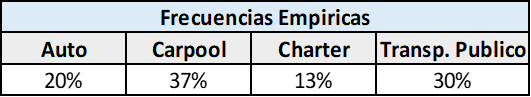 Frecuencias Empiricas
Auto Carpool Charter Transp. Publico
20% 37% 13% 30%